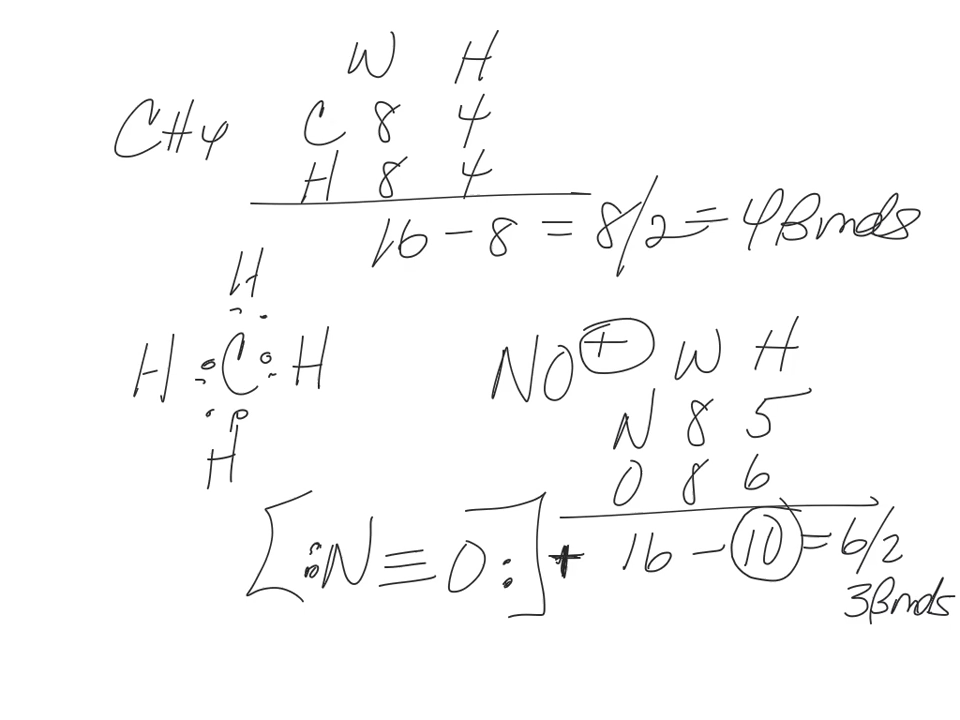 W H
CH4 C 8 4
H 8 4
16 - 8 = 8/2 = 4 Bonds
H
H : C : H
H
NO+ W H
N 8 5
O 8 6
16 - 10 = 6/2
3 Bonds
[:N≡O:]+